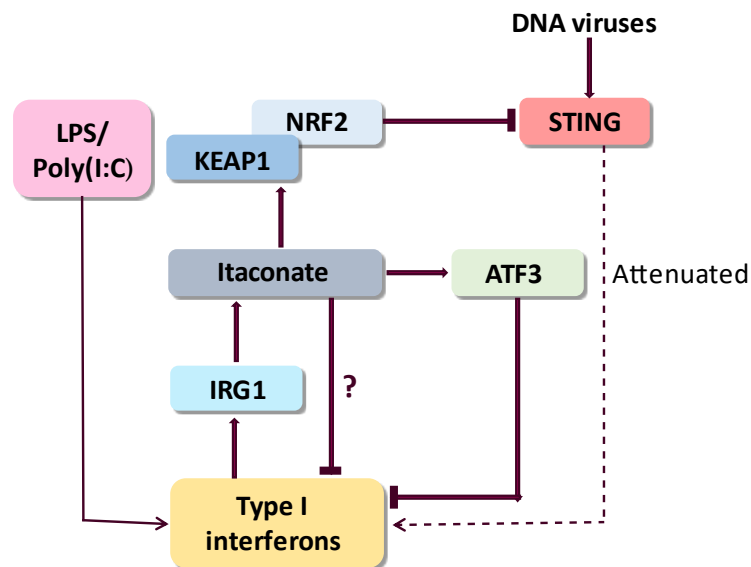 DNA viruses
LPS/
Poly(I:C)
NRF2
STING
KEAP1
Itaconate
ATF3
Attenuated
IRG1
?
Type I
interferons